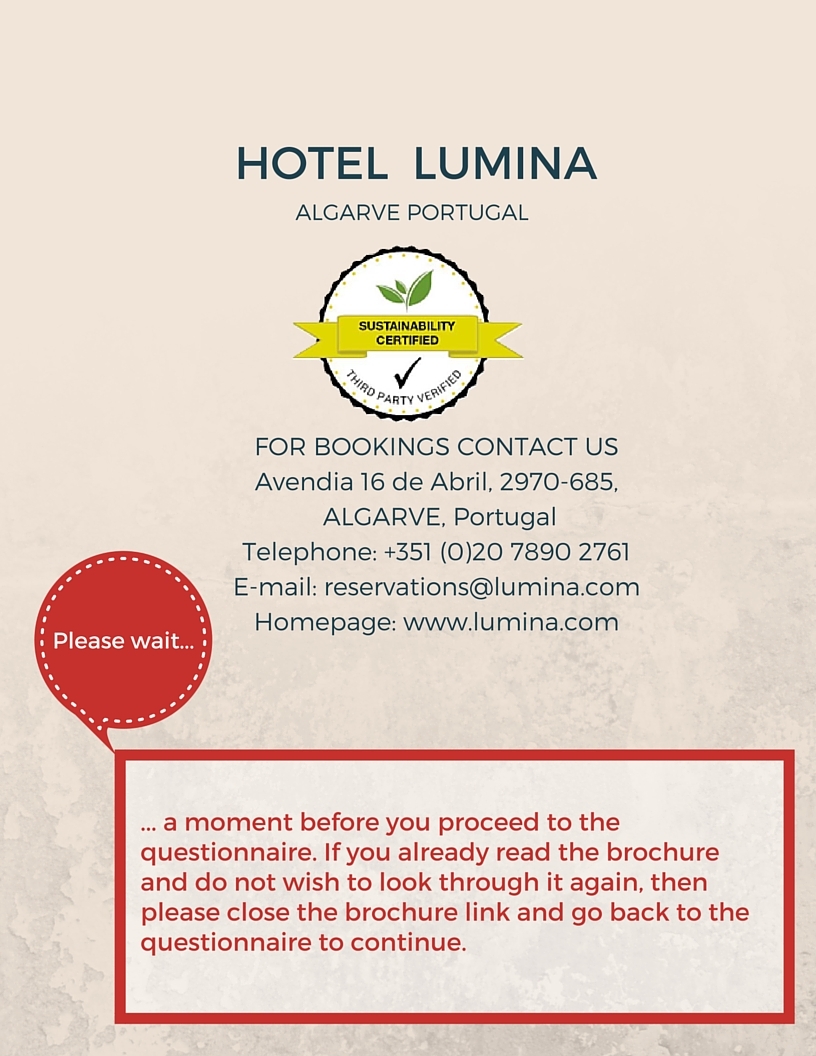 HOTEL LUMINA
ALGARVE PORTUGAL
SUSTAINABILITY
CERTIFIED
THIRD PARTY VERIFIED
FOR BOOKINGS CONTACT US
Avendia 16 de Abril, 2970-685,
ALGARVE, Portugal
Telephone: +351 (0)20 7890 2761
E-mail: reservations@lumina.com
Homepage: www.lumina.com
Please wait...
... a moment before you proceed to the
questionnaire. If you already read the brochure
and do not wish to look through it again, then
please close the brochure link and go back to the
questionnaire to continue.